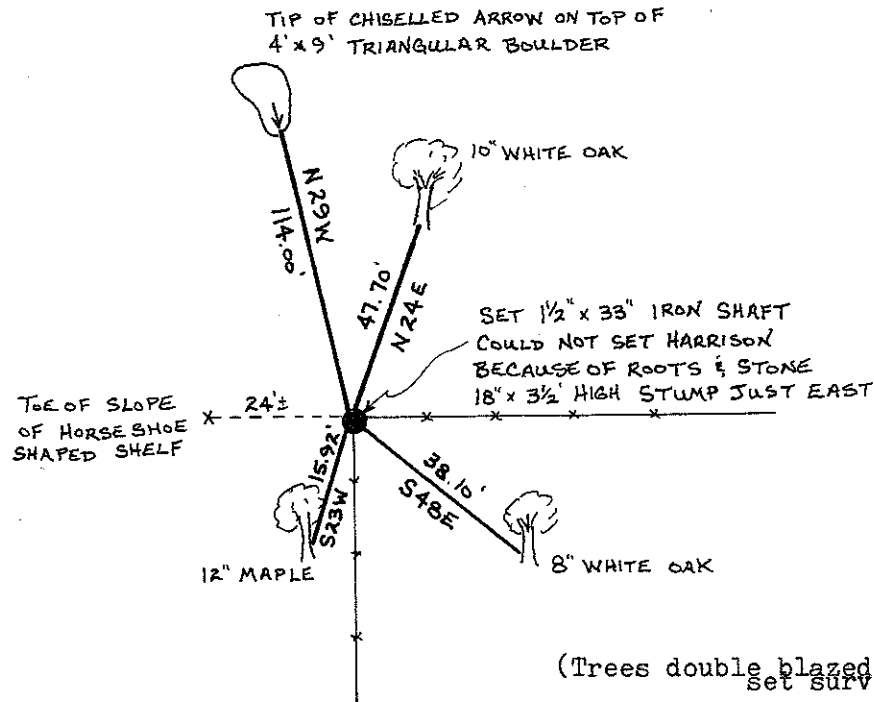 TIP OF CHISELLED ARROW ON TOP OF
4' x 9' TRIANGULAR BOULDER
10" WHITE OAK
N29W
114.00'
47.70'
N24E
SET 1½" x 33" IRON SHAFT
COULD NOT SET HARRISON
BECAUSE OF ROOTS & STONE
18" x 3½' HIGH STUMP JUST EAST
TOE OF SLOPE
OF HORSESHOE
SHAPED SHELF
24'±
15.92'
S23W
38.10'
S48E
12" MAPLE
8" WHITE OAK
(Trees double blazed
set surv